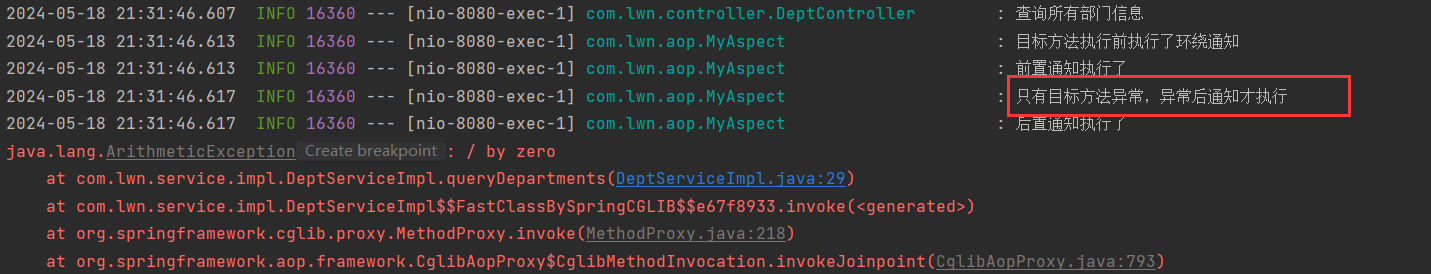 2024-05-18 21:31:46.607  INFO 16360 --- [nio-8080-exec-1] com.lwn.controller.DeptController        : 查询所有部门信息
2024-05-18 21:31:46.613  INFO 16360 --- [nio-8080-exec-1] com.lwn.aop.MyAspect                     : 目标方法执行前执行了环绕通知
2024-05-18 21:31:46.613  INFO 16360 --- [nio-8080-exec-1] com.lwn.aop.MyAspect                     : 前置通知执行了
2024-05-18 21:31:46.617  INFO 16360 --- [nio-8080-exec-1] com.lwn.aop.MyAspect                     : 只有目标方法异常，异常后通知才执行
2024-05-18 21:31:46.617  INFO 16360 --- [nio-8080-exec-1] com.lwn.aop.MyAspect                     : 后置通知执行了
java.lang.ArithmeticException Create breakpoint : / by zero
    at com.lwn.service.impl.DeptServiceImpl.queryDepartments(DeptServiceImpl.java:29)
    at com.lwn.service.impl.DeptServiceImpl$$FastClassBySpringCGLIB$$e67f8933.invoke(<generated>)
    at org.springframework.cglib.proxy.MethodProxy.invoke(MethodProxy.java:218)
    at org.springframework.aop.framework.CglibAopProxy$CglibMethodInvocation.invokeJoinpoint(CglibAopProxy.java:793)